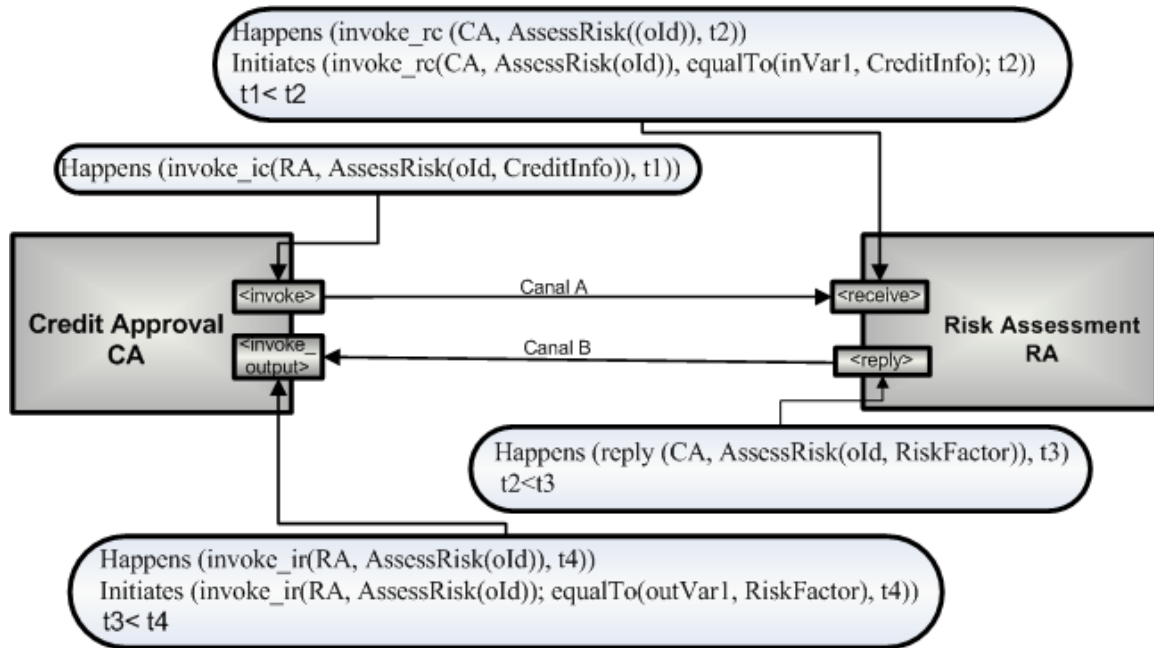 Happens (invoke_rc (CA, AssessRisk((oId)), t2))
Initiates (invoke_rc(CA, AssessRisk(oId)), equalTo(inVar1, CreditInfo); t2))
t1< t2
Happens (invoke_ic(RA, AssessRisk(oId, CreditInfo)), t1))
<invoke>
Canal A
<receive>
Credit Approval
CA
Risk Assessment
RA
<invoke_
output>
Canal B
<reply>
Happens (reply (CA, AssessRisk(oId, RiskFactor)), t3)
t2<t3
Happens (invoke_ir(RA, AssessRisk(oId)), t4))
Initiates (invoke_ir(RA, AssessRisk(oId)); equalTo(outVar1, RiskFactor), t4))
t3< t4